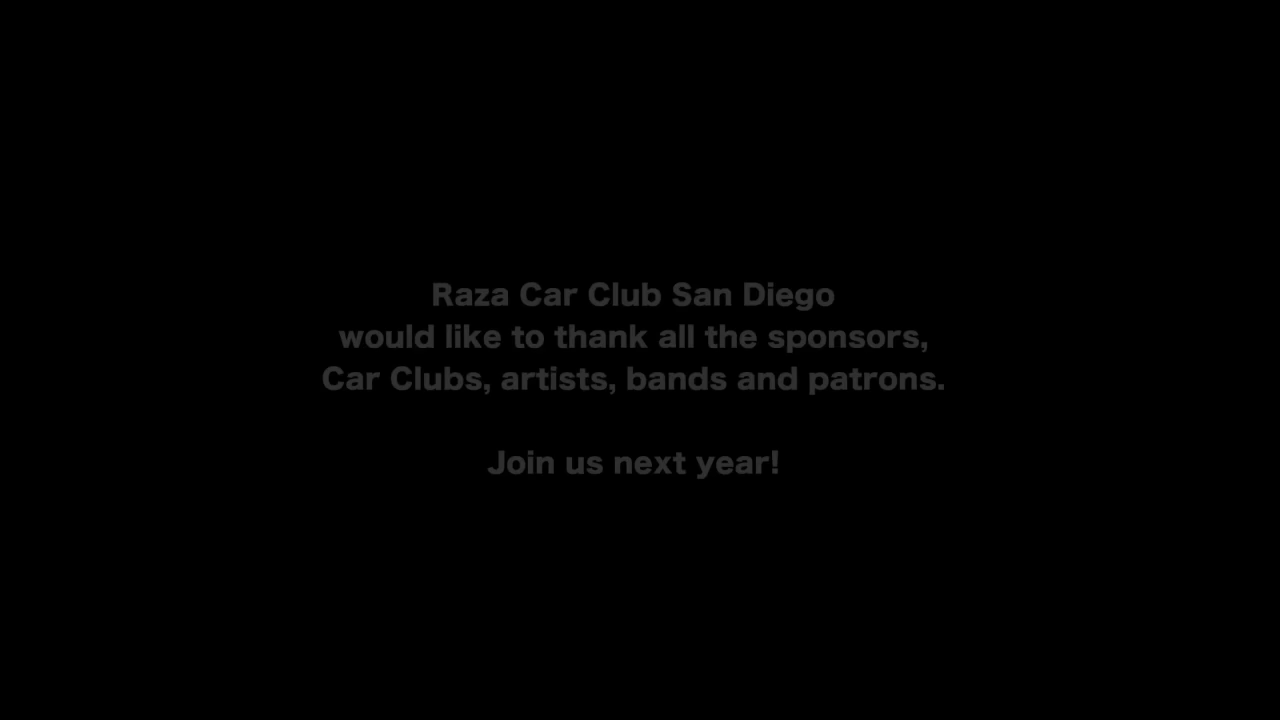 Raza Car Club San Diego
would like to thank all the sponsors,
Car Clubs, artists, bands and patrons.
Join us next year!